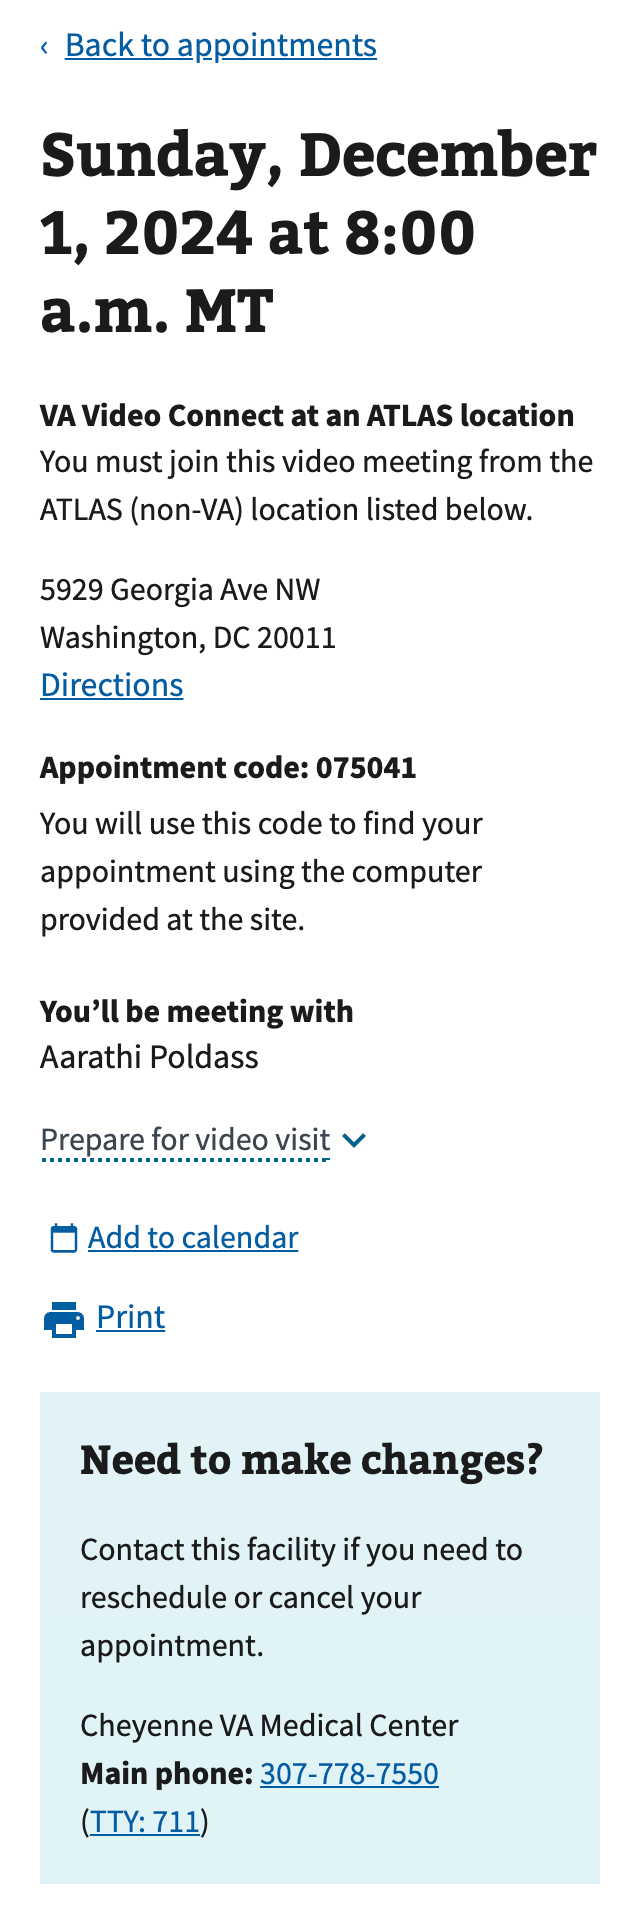 ‹ Back to appointments
Sunday, December
1, 2024 at 8:00
a.m. MT
VA Video Connect at an ATLAS location
You must join this video meeting from the
ATLAS (non-VA) location listed below.
5929 Georgia Ave NW
Washington, DC 20011
Directions
Appointment code: 075041
You will use this code to find your
appointment using the computer
provided at the site.
You’ll be meeting with
Aarathi Poldass
Prepare for video visit
Add to calendar
Print
Need to make changes?
Contact this facility if you need to
reschedule or cancel your
appointment.
Cheyenne VA Medical Center
Main phone: 307-778-7550
(TTY: 711)